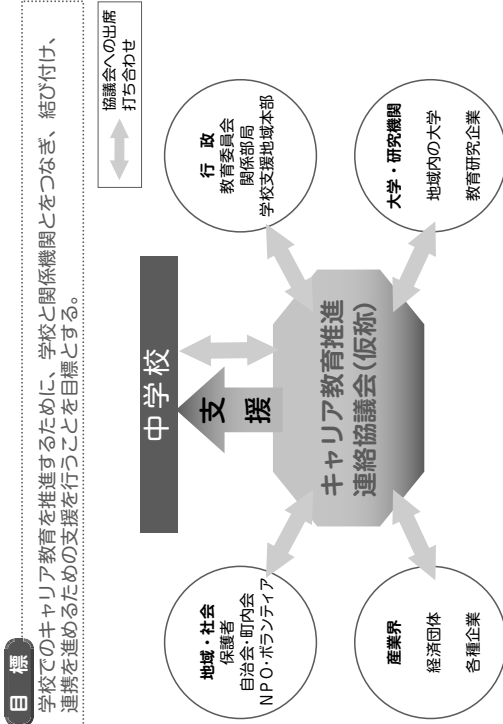 目 標
学校でのキャリア教育を推進するために、学校と関係機関とをつなぎ、結び付け、
連携を進めるための支援を行うことを目標とする。
協議会への出席
打ち合わせ
中学校
支
援
キャリア教育推進
連絡協議会(仮称)
地域・社会
保護者
自治会・町内会
NPO・ボランティア
行 政
教育委員会
関係部局
学校支援地域本部
産業界
経済団体
各種企業
大学・研究機関
地域内の大学
教育研究企業